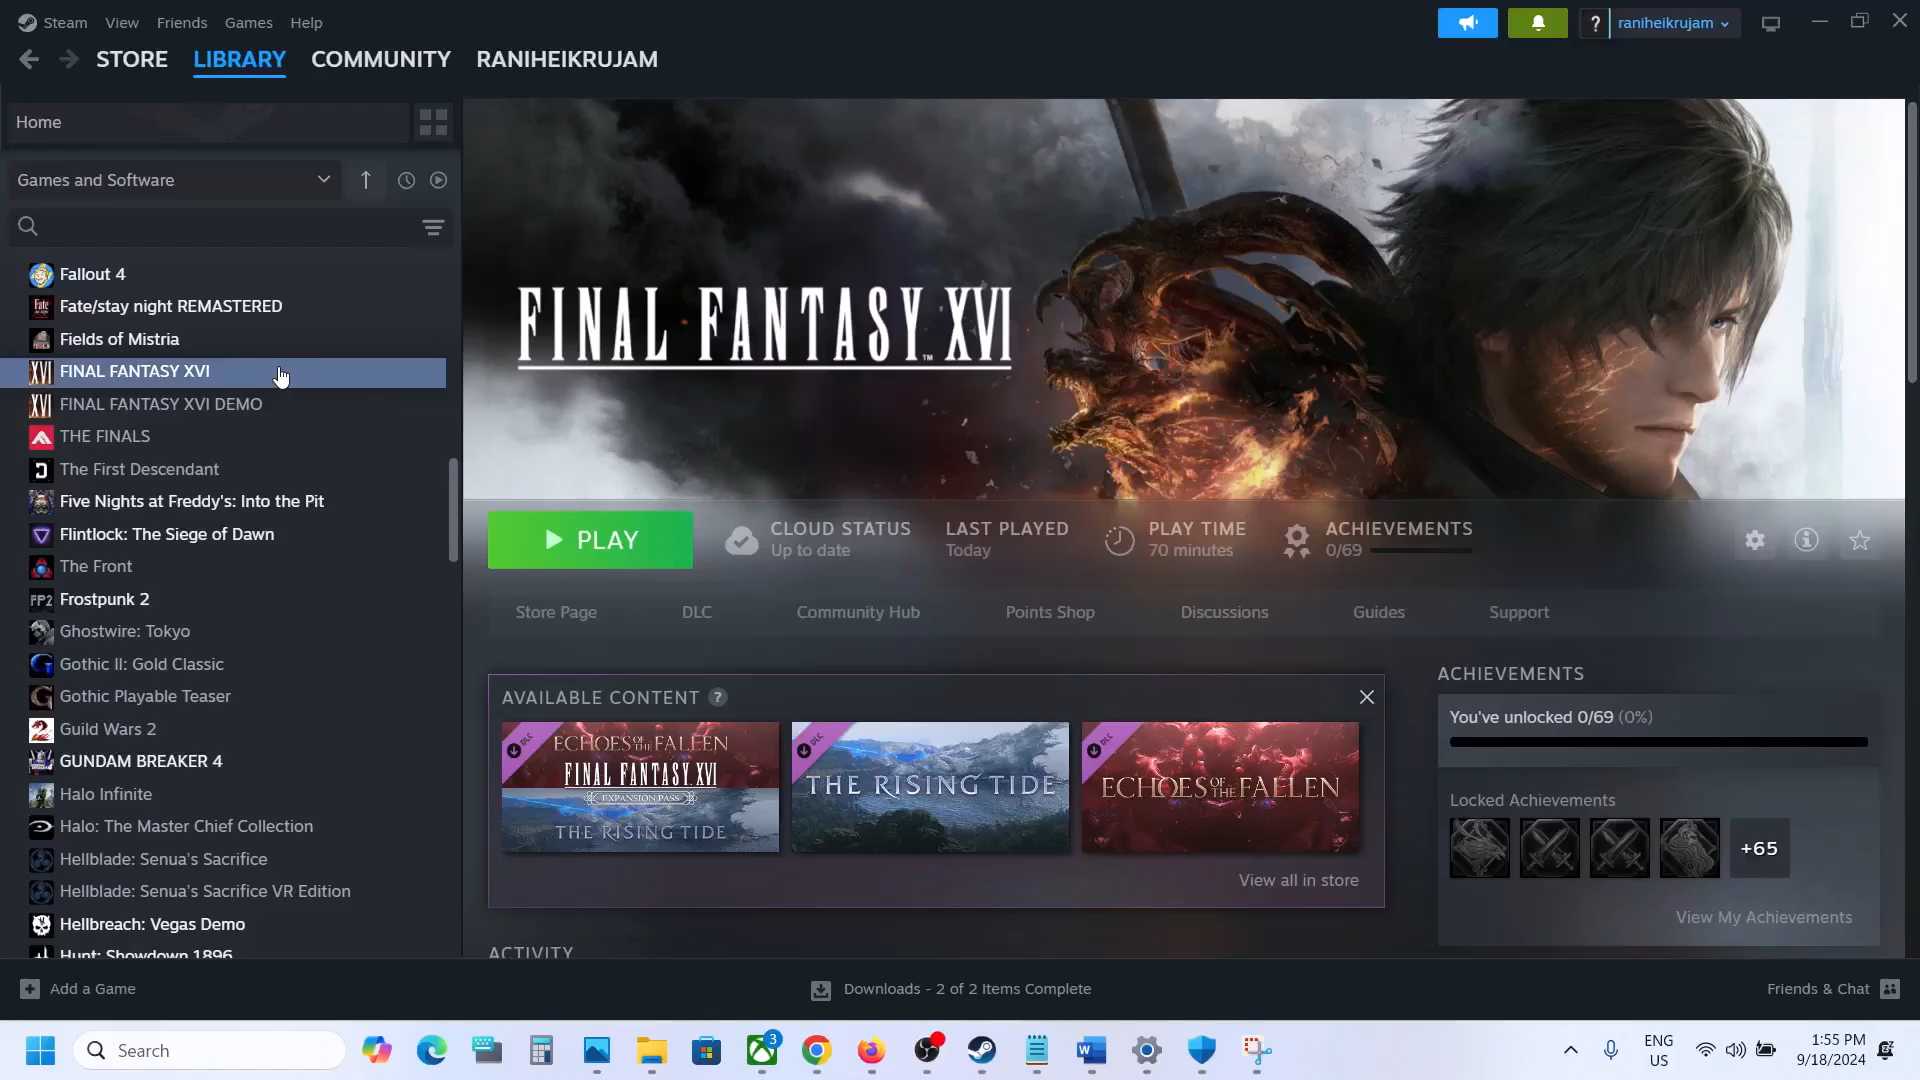 Steam View Friends Games Help
? raniheikrujam
STORE LIBRARY COMMUNITY RANIHEIKRUJAM
Home
Games and Software
Fallout 4
Fate/stay night REMASTERED
Fields of Mistria
XVI FINAL FANTASY XVI
XVI FINAL FANTASY XVI DEMO
THE FINALS
The First Descendant
Five Nights at Freddy's: Into the Pit
Flintlock: The Siege of Dawn
The Front
FP2 Frostpunk 2
Ghostwire: Tokyo
Gothic II: Gold Classic
Gothic Playable Teaser
Guild Wars 2
GUNDAM BREAKER 4
Halo Infinite
Halo: The Master Chief Collection
Hellblade: Senua's Sacrifice
Hellblade: Senua's Sacrifice VR Edition
Hellbreach: Vegas Demo
Hunt: Showdown 1896
FINAL FANTASY XVI
PLAY
CLOUD STATUS
Up to date
LAST PLAYED
Today
PLAY TIME
70 minutes
ACHIEVEMENTS
0/69
Store Page DLC Community Hub Points Shop Discussions Guides Support
AVAILABLE CONTENT ?
DLC
ECHOES OF THE FALLEN
FINAL FANTASY XVI
EXPANSION PASS
THE RISING TIDE
DLC
THE RISING TIDE
DLC
ECHOES OF THE FALLEN
View all in store
ACTIVITY
ACHIEVEMENTS
You've unlocked 0/69 (0%)
Locked Achievements
+65
View My Achievements
Add a Game
Downloads - 2 of 2 Items Complete
Friends & Chat
Search
3
ENG
US
1:55 PM
9/18/2024